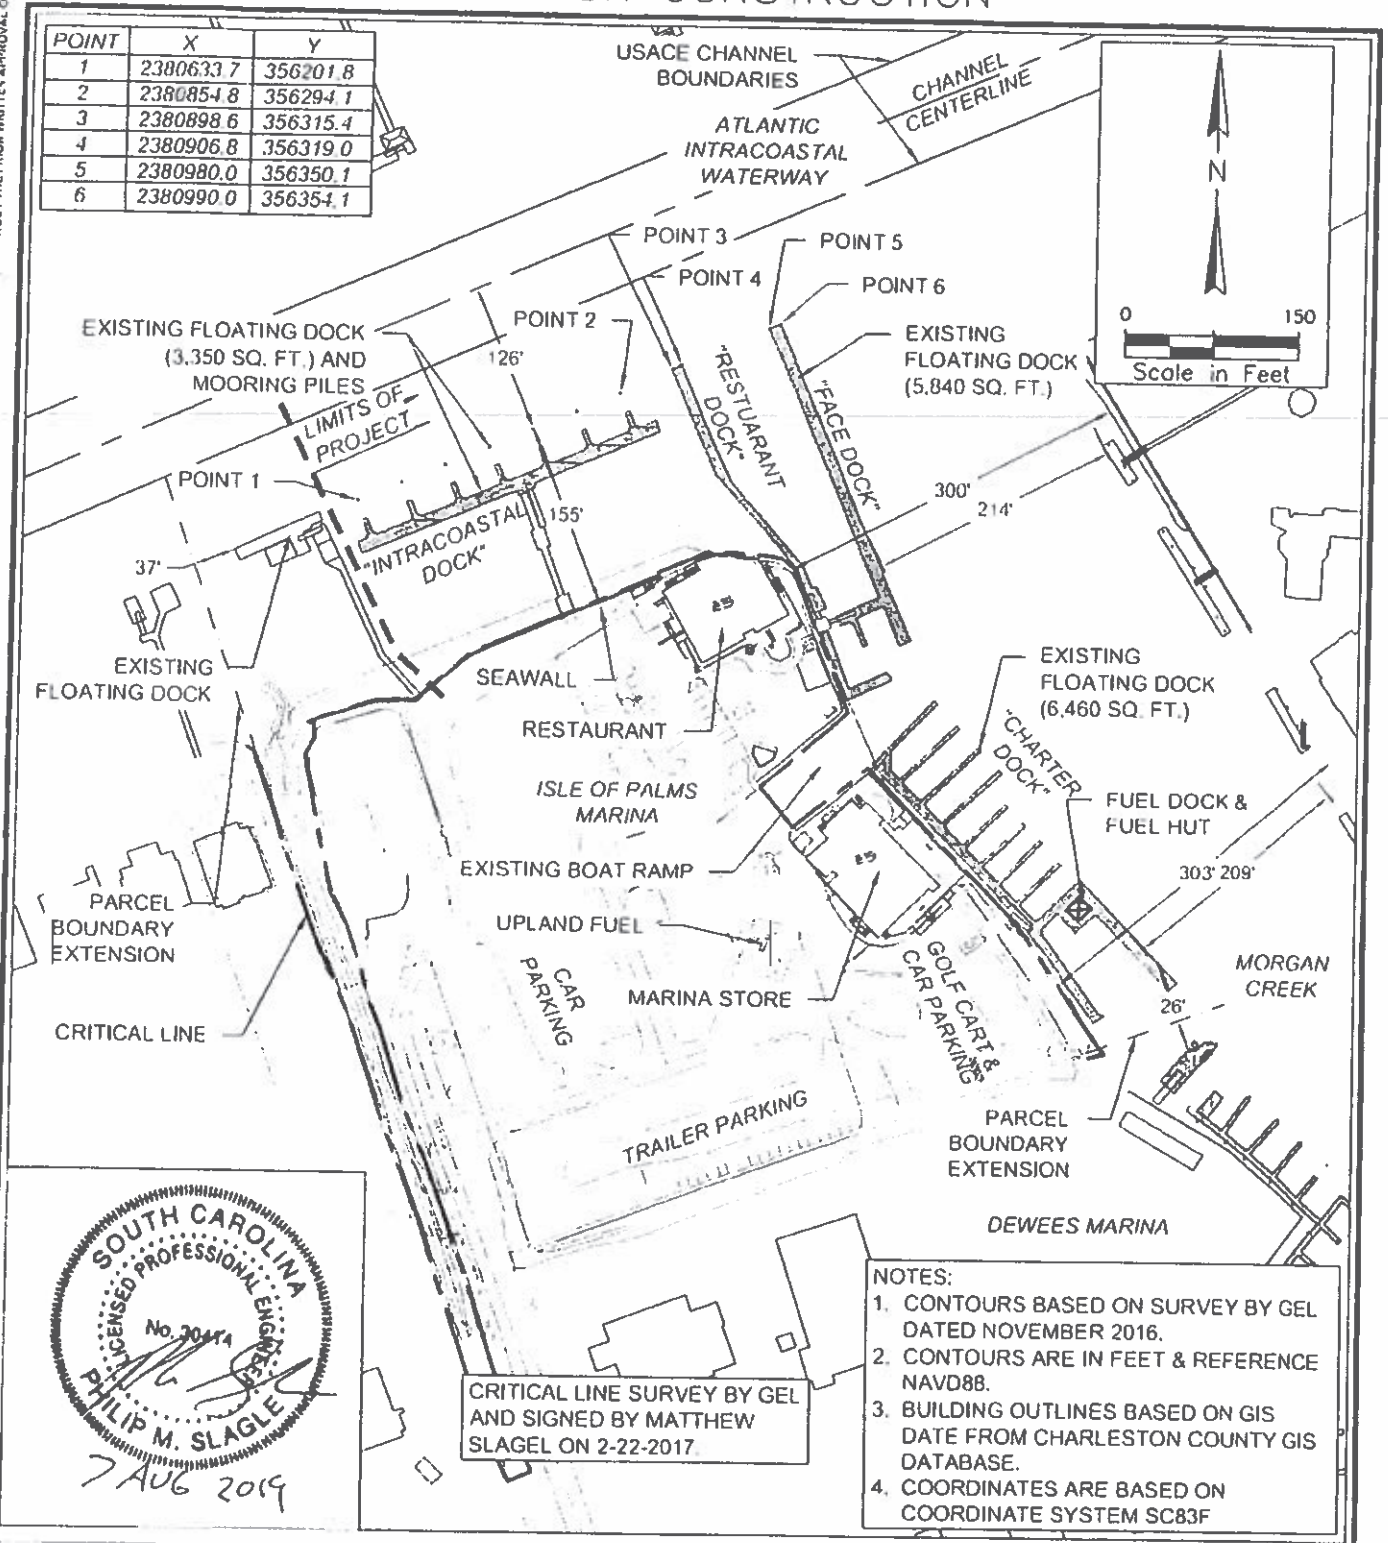 POINT X Y
1 2380633.7 356201.8
2 2380854.8 356294.1
3 2380898.6 356315.4
4 2380906.8 356319.0
5 2380980.0 356350.1
6 2380990.0 356354.1
USACE CHANNEL
BOUNDARIES
CHANNEL
CENTERLINE
ATLANTIC
INTRACOASTAL
WATERWAY
N
0 150
Scale in Feet
POINT 3
POINT 4
POINT 5
POINT 6
POINT 2
EXISTING FLOATING DOCK
(3,350 SQ. FT.) AND
MOORING PILES
126'
EXISTING
FLOATING DOCK
(5,840 SQ. FT.)
"RESTUARANT
DOCK"
"FACE DOCK"
LIMITS OF
PROJECT
POINT 1
"INTRACOASTAL
DOCK"
155'
300'
214'
37'
EXISTING
FLOATING DOCK
SEAWALL
RESTAURANT
EXISTING
FLOATING DOCK
(6,460 SQ. FT.)
"CHARTER
DOCK"
ISLE OF PALMS
MARINA
FUEL DOCK &
FUEL HUT
EXISTING BOAT RAMP
303' 209'
PARCEL
BOUNDARY
EXTENSION
UPLAND FUEL
CAR
PARKING
MARINA STORE
GOLF CART &
CAR PARKING
MORGAN
CREEK
26'
CRITICAL LINE
TRAILER PARKING
PARCEL
BOUNDARY
EXTENSION
DEWEES MARINA
SOUTH CAROLINA
LICENSED PROFESSIONAL ENGINEER
No.
PHILIP M. SLAGLE
7 AUG 2019
CRITICAL LINE SURVEY BY GEL
AND SIGNED BY MATTHEW
SLAGEL ON 2-22-2017.
NOTES:
1. CONTOURS BASED ON SURVEY BY GEL
DATED NOVEMBER 2016.
2. CONTOURS ARE IN FEET & REFERENCE
NAVD88.
3. BUILDING OUTLINES BASED ON GIS
DATE FROM CHARLESTON COUNTY GIS
DATABASE.
4. COORDINATES ARE BASED ON
COORDINATE SYSTEM SC83F